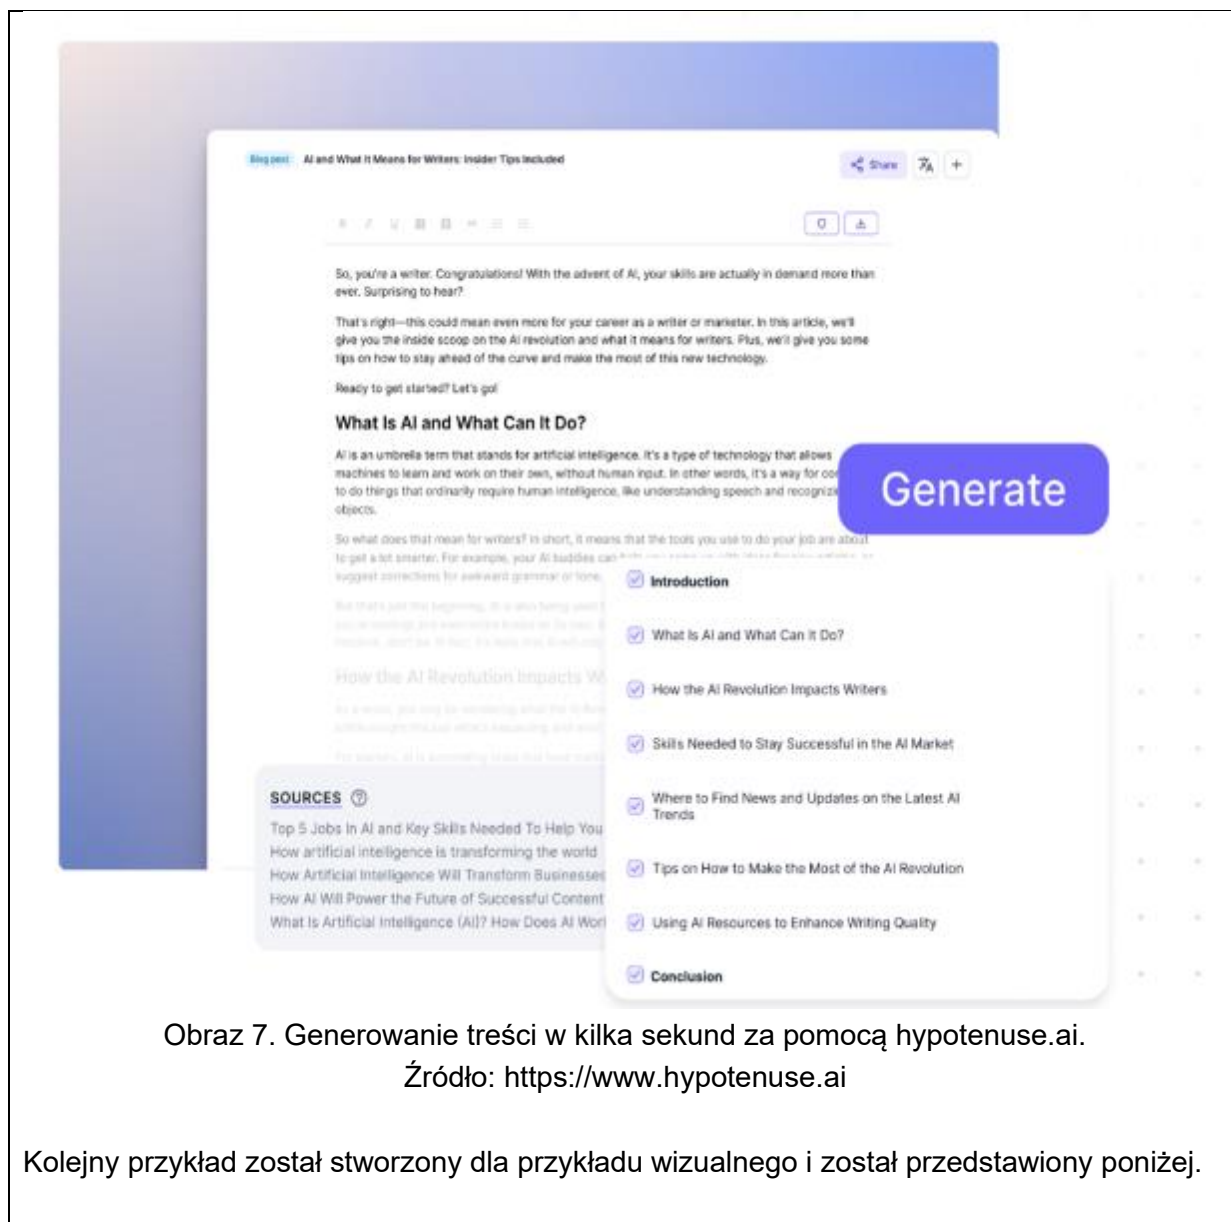 Blog post AI and What It Means for Writers: Insider Tips Included
Share
So, you're a writer. Congratulations! With the advent of AI, your skills are actually in demand more than
ever. Surprising to hear?
That's right—this could mean even more for your career as a writer or marketer. In this article, we'll
give you the inside scoop on the AI revolution and what it means for writers. Plus, we'll give you some
tips on how to stay ahead of the curve and make the most of this new technology.
Ready to get started? Let's go!
What Is AI and What Can It Do?
AI is an umbrella term that stands for artificial intelligence. It's a type of technology that allows
machines to learn and work on their own, without human input. In other words, it's a way for
to do things that ordinarily require human intelligence, like understanding speech and
objects.
Generate
So what does that mean for writers? In short, it means that the tools you use to do your job are about
to get a lot smarter. For example, your AI buddies can
suggest corrections for awkward grammar or tone.
But that's just the beginning. AI is also being used
How the AI Revolution Impacts
SOURCES
Top 5 Jobs in AI and Key Skills Needed To Help You
How artificial intelligence is transforming the world
How Artificial Intelligence Will Transform Businesses
How AI Will Power the Future of Successful Content
What Is Artificial Intelligence (AI)? How Does AI
Introduction
What Is AI and What Can It Do?
How the AI Revolution Impacts Writers
Skills Needed to Stay Successful in the AI Market
Where to Find News and Updates on the Latest AI
Trends
Tips on How to Make the Most of the AI Revolution
Using AI Resources to Enhance Writing Quality
Conclusion
Obraz 7. Generowanie treści w kilka sekund za pomocą hypotenuse.ai.
Źródło: https://www.hypotenuse.ai
Kolejny przykład został stworzony dla przykładu wizualnego i został przedstawiony poniżej.